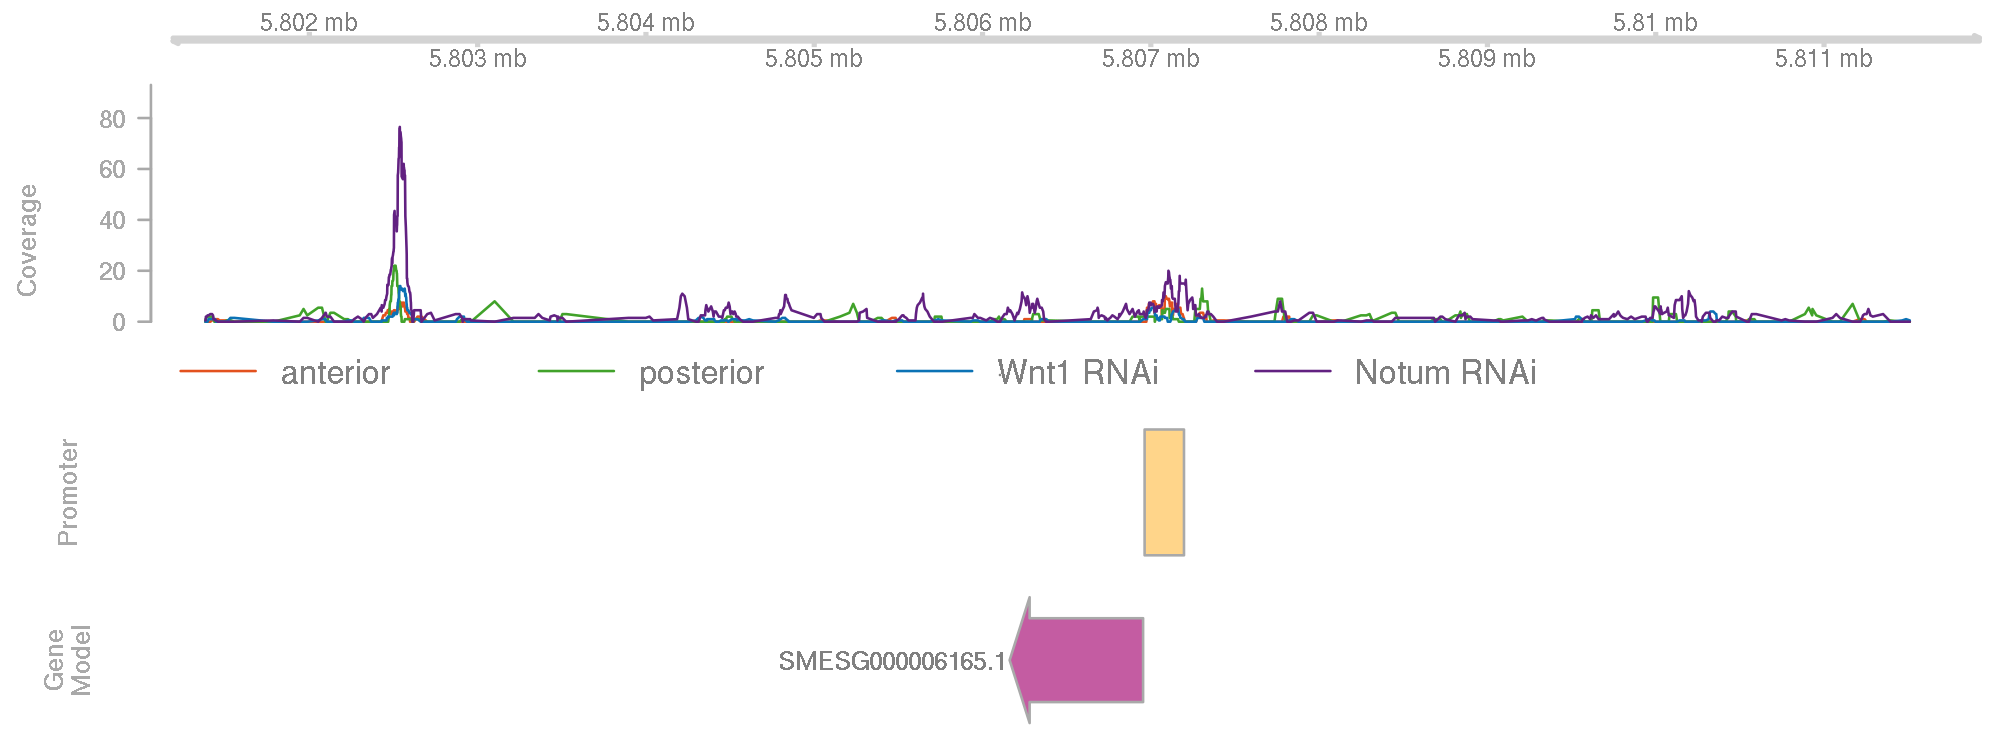 5.802 mb 5.804 mb 5.806 mb 5.808 mb 5.81 mb
5.803 mb 5.805 mb 5.807 mb 5.809 mb 5.811 mb
Coverage
80
60
40
20
0
anterior posterior Wnt1 RNAi Notum RNAi
Promoter
Gene
Model
SMESG000006165.1